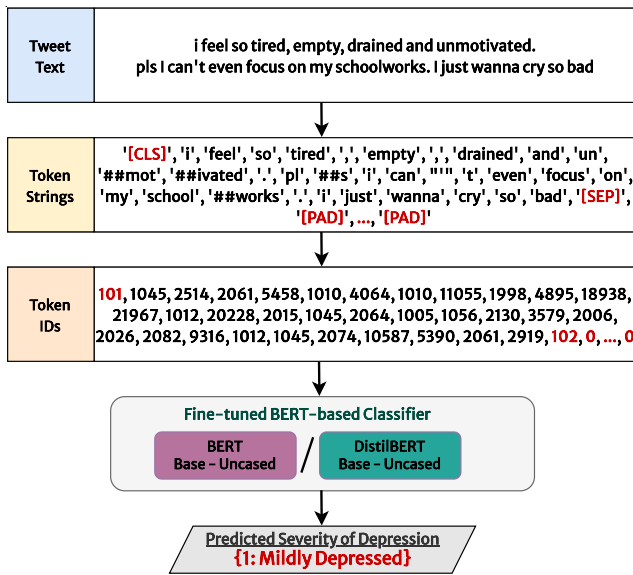 Tweet
Text
i feel so tired, empty, drained and unmotivated.
pls I can't even focus on my schoolworks. I just wanna cry so bad
Token
Strings
'[CLS]', 'i', 'feel', 'so', 'tired', ',', 'empty', ',', 'drained', 'and', 'un',
'##mot', '##ivated', '.', 'pl', '##s', 'i', 'can', "'", 't', 'even', 'focus', 'on',
'my', 'school', '##works', '.', 'i', 'just', 'wanna', 'cry', 'so', 'bad', '[SEP]',
'[PAD]', ..., '[PAD]'
Token
IDs
101, 1045, 2514, 2061, 5458, 1010, 4064, 1010, 11055, 1998, 4895, 18938,
21967, 1012, 20228, 2015, 1045, 2064, 1005, 1056, 2130, 3579, 2006,
2026, 2082, 9316, 1012, 1045, 2074, 10587, 5390, 2061, 2919, 102, 0, ..., 0
Fine-tuned BERT-based Classifier
BERT
Base - Uncased
/
DistilBERT
Base - Uncased
Predicted Severity of Depression
{1: Mildly Depressed}